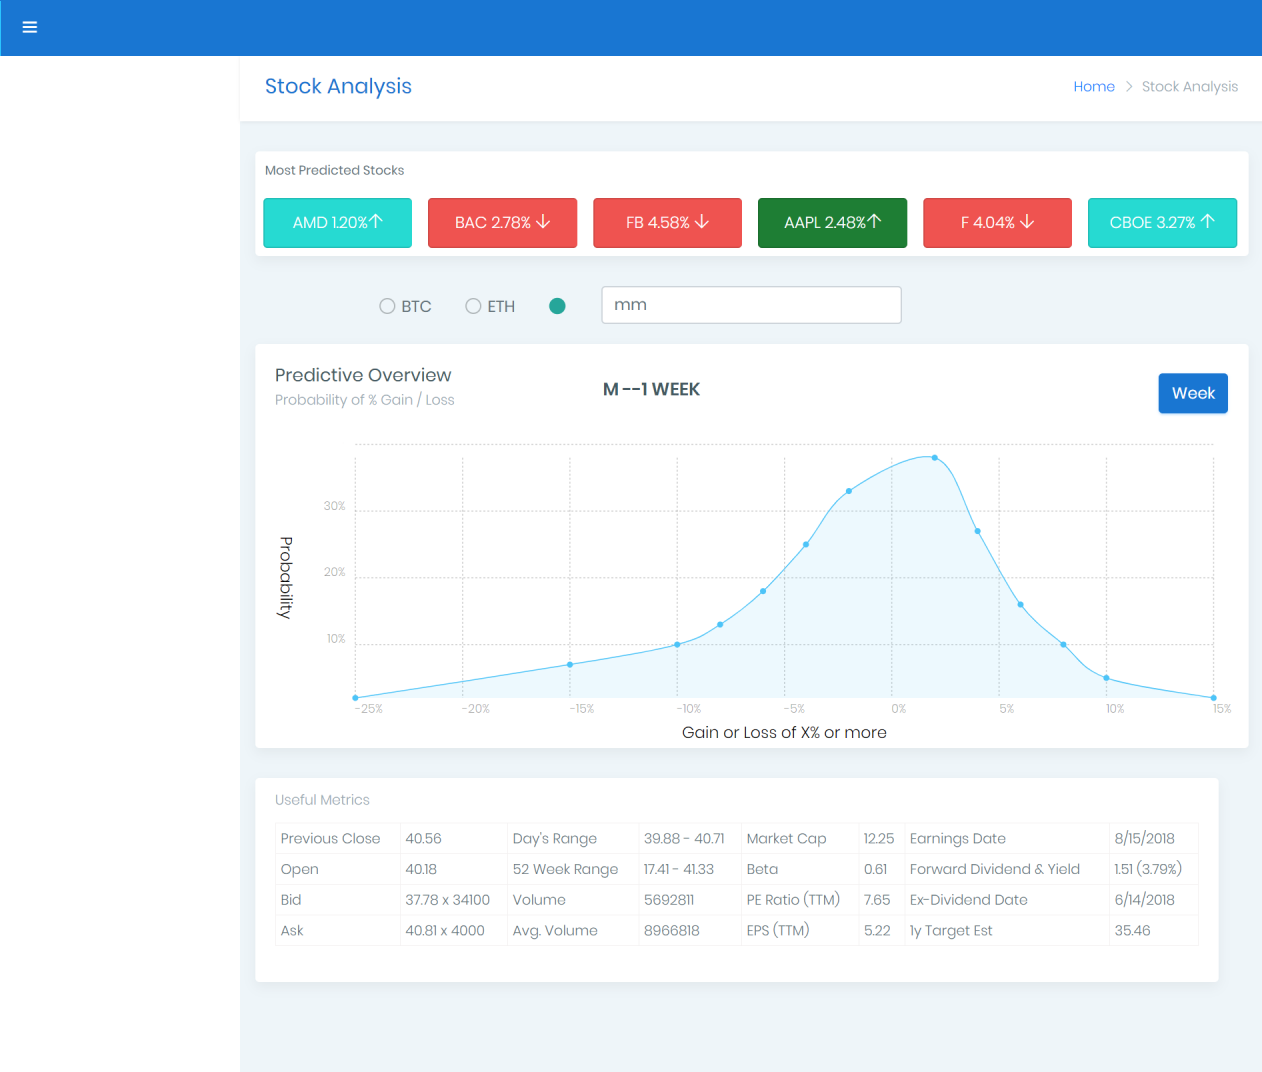 Stock Analysis
Home > Stock Analysis
Most Predicted Stocks
AMD 1.20%↑ BAC 2.78% ↓ FB 4.58% ↓ AAPL 2.48%↑ F 4.04% ↓ CBOE 3.27% ↑
BTC ETH mm
Predictive Overview
Probability of % Gain / Loss
M --1 WEEK
Week
Probability
30%
20%
10%
-25% -20% -15% -10% -5% 0% 5% 10% 15%
Gain or Loss of X% or more
Useful Metrics
Previous Close 40.56 Day's Range 39.88 - 40.71 Market Cap 12.25 Earnings Date 8/15/2018
Open 40.18 52 Week Range 17.41 - 41.33 Beta 0.61 Forward Dividend & Yield 1.51 (3.79%)
Bid 37.78 x 34100 Volume 5692811 PE Ratio (TTM) 7.65 Ex-Dividend Date 6/14/2018
Ask 40.81 x 4000 Avg. Volume 8966818 EPS (TTM) 5.22 1y Target Est 35.46